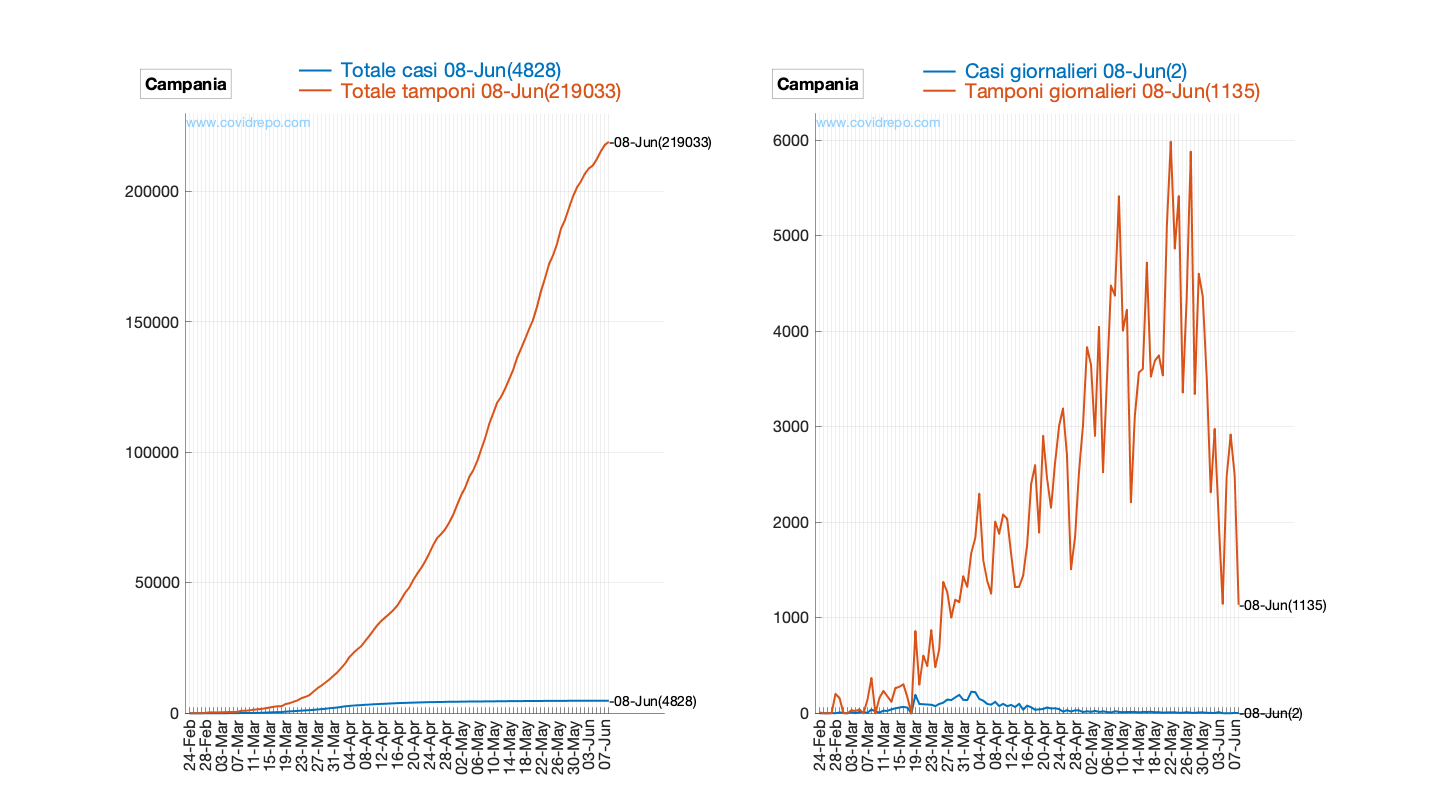 Campania
Totale casi 08-Jun(4828)
Totale tamponi 08-Jun(219033)
www.covidrepo.com
08-Jun(219033)
200000
150000
100000
50000
0
08-Jun(4828)
24-Feb
28-Feb
03-Mar
07-Mar
11-Mar
15-Mar
19-Mar
23-Mar
27-Mar
31-Mar
04-Apr
08-Apr
12-Apr
16-Apr
20-Apr
24-Apr
28-Apr
02-May
06-May
10-May
14-May
18-May
22-May
26-May
30-May
03-Jun
07-Jun
Campania
Casi giornalieri 08-Jun(2)
Tamponi giornalieri 08-Jun(1135)
www.covidrepo.com
6000
5000
4000
3000
2000
1000
0
08-Jun(1135)
08-Jun(2)
24-Feb
28-Feb
03-Mar
07-Mar
11-Mar
15-Mar
19-Mar
23-Mar
27-Mar
31-Mar
04-Apr
08-Apr
12-Apr
16-Apr
20-Apr
24-Apr
28-Apr
02-May
06-May
10-May
14-May
18-May
22-May
26-May
30-May
03-Jun
07-Jun